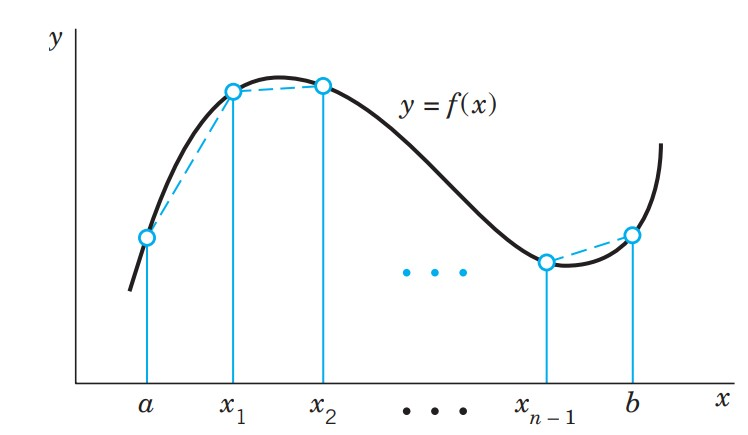 y
y = f(x)
a x₁ x₂ • • • xₙ₋₁ b x